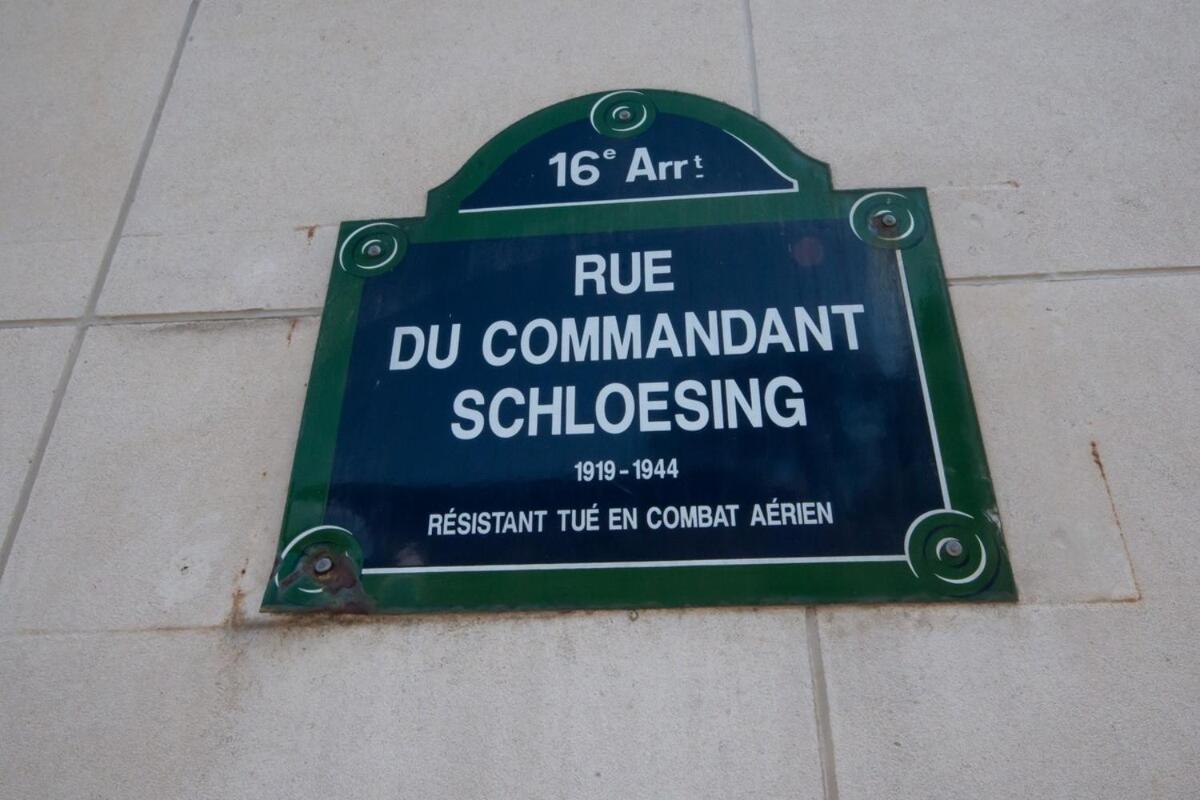 16e Arrt
RUE
DU COMMANDANT
SCHLOESING
1919-1944
RÉSISTANT TUÉ EN COMBAT AÉRIEN